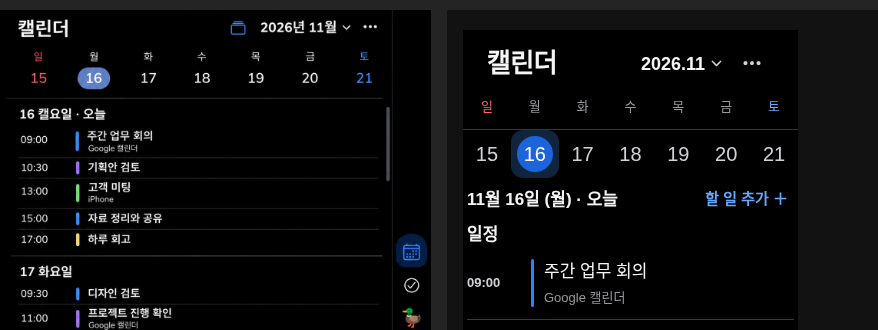 캘린더
2026년 11월
일 월 화 수 목 금 토
15 16 17 18 19 20 21
16 캘요일 · 오늘
09:00 주간 업무 회의
Google 캘린더
10:30 기획안 검토
13:00 고객 미팅
iPhone
15:00 자료 정리와 공유
17:00 하루 회고
17 화요일
09:30 디자인 검토
11:00 프로젝트 진행 확인
Google 캘린더
캘린더
2026.11
일 월 화 수 목 금 토
15 16 17 18 19 20 21
11월 16일 (월) · 오늘
할 일 추가 +
일정
09:00 주간 업무 회의
Google 캘린더